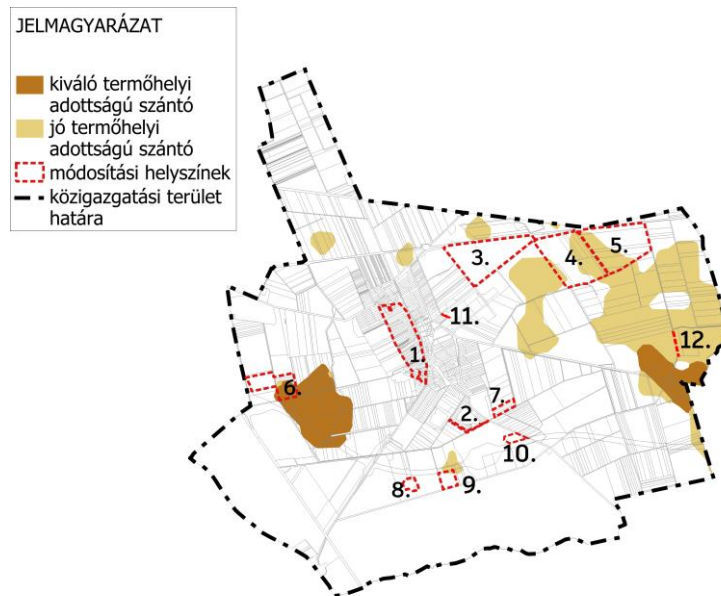 JELMAGYARÁZAT
kiváló termőhelyi
adottságú szántó
jó termőhelyi
adottságú szántó
módosítási helyszínek
közigazgatási terület
határa
3.
4.
5.
11.
12.
1.
6.
7.
2.
10.
8.
9.